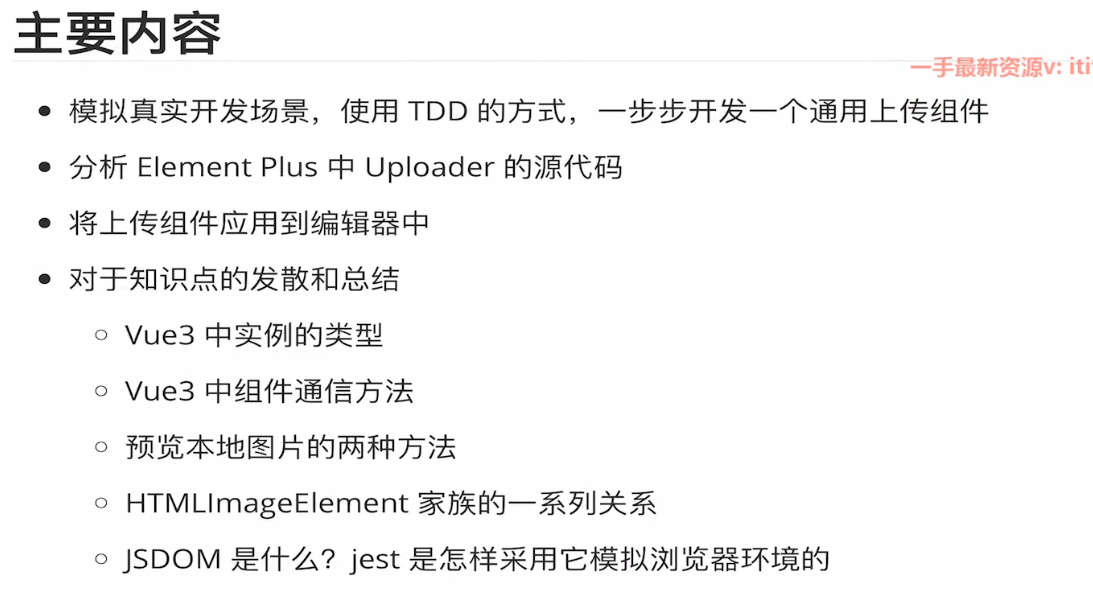 主要内容
一手最新资源v: iti
模拟真实开发场景，使用 TDD 的方式，一步步开发一个通用上传组件
分析 Element Plus 中 Uploader 的源代码
将上传组件应用到编辑器中
对于知识点的发散和总结
Vue3 中实例的类型
Vue3 中组件通信方法
预览本地图片的两种方法
HTMLImageElement 家族的一系列关系
JSDOM 是什么？jest 是怎样采用它模拟浏览器环境的